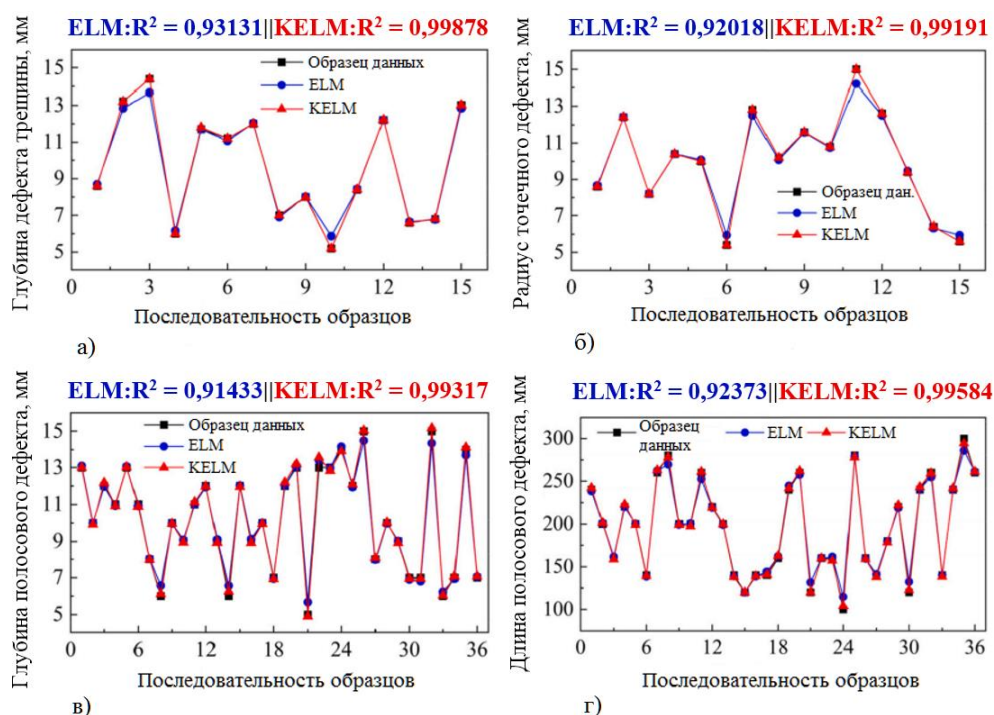 ELM:R² = 0,93131||KELM:R² = 0,99878
Глубина дефекта трещины, мм
15
13
11
9
7
5
Образец данных
ELM
KELM
0 3 6 9 12 15
Последовательность образцов
а)
ELM:R² = 0,92018||KELM:R² = 0,99191
Радиус точечного дефекта, мм
15
13
11
9
7
5
Образец дан.
ELM
KELM
0 3 6 9 12 15
Последовательность образцов
б)
ELM:R² = 0,91433||KELM:R² = 0,99317
Глубина полосового дефекта, мм
15
13
11
9
7
5
Образец данных
ELM
KELM
0 6 12 18 24 30 36
Последовательность образцов
в)
ELM:R² = 0,92373||KELM:R² = 0,99584
Длина полосового дефекта, мм
300
250
200
150
100
Образец
данных
ELM
KELM
0 6 12 18 24 30 36
Последовательность образцов
г)